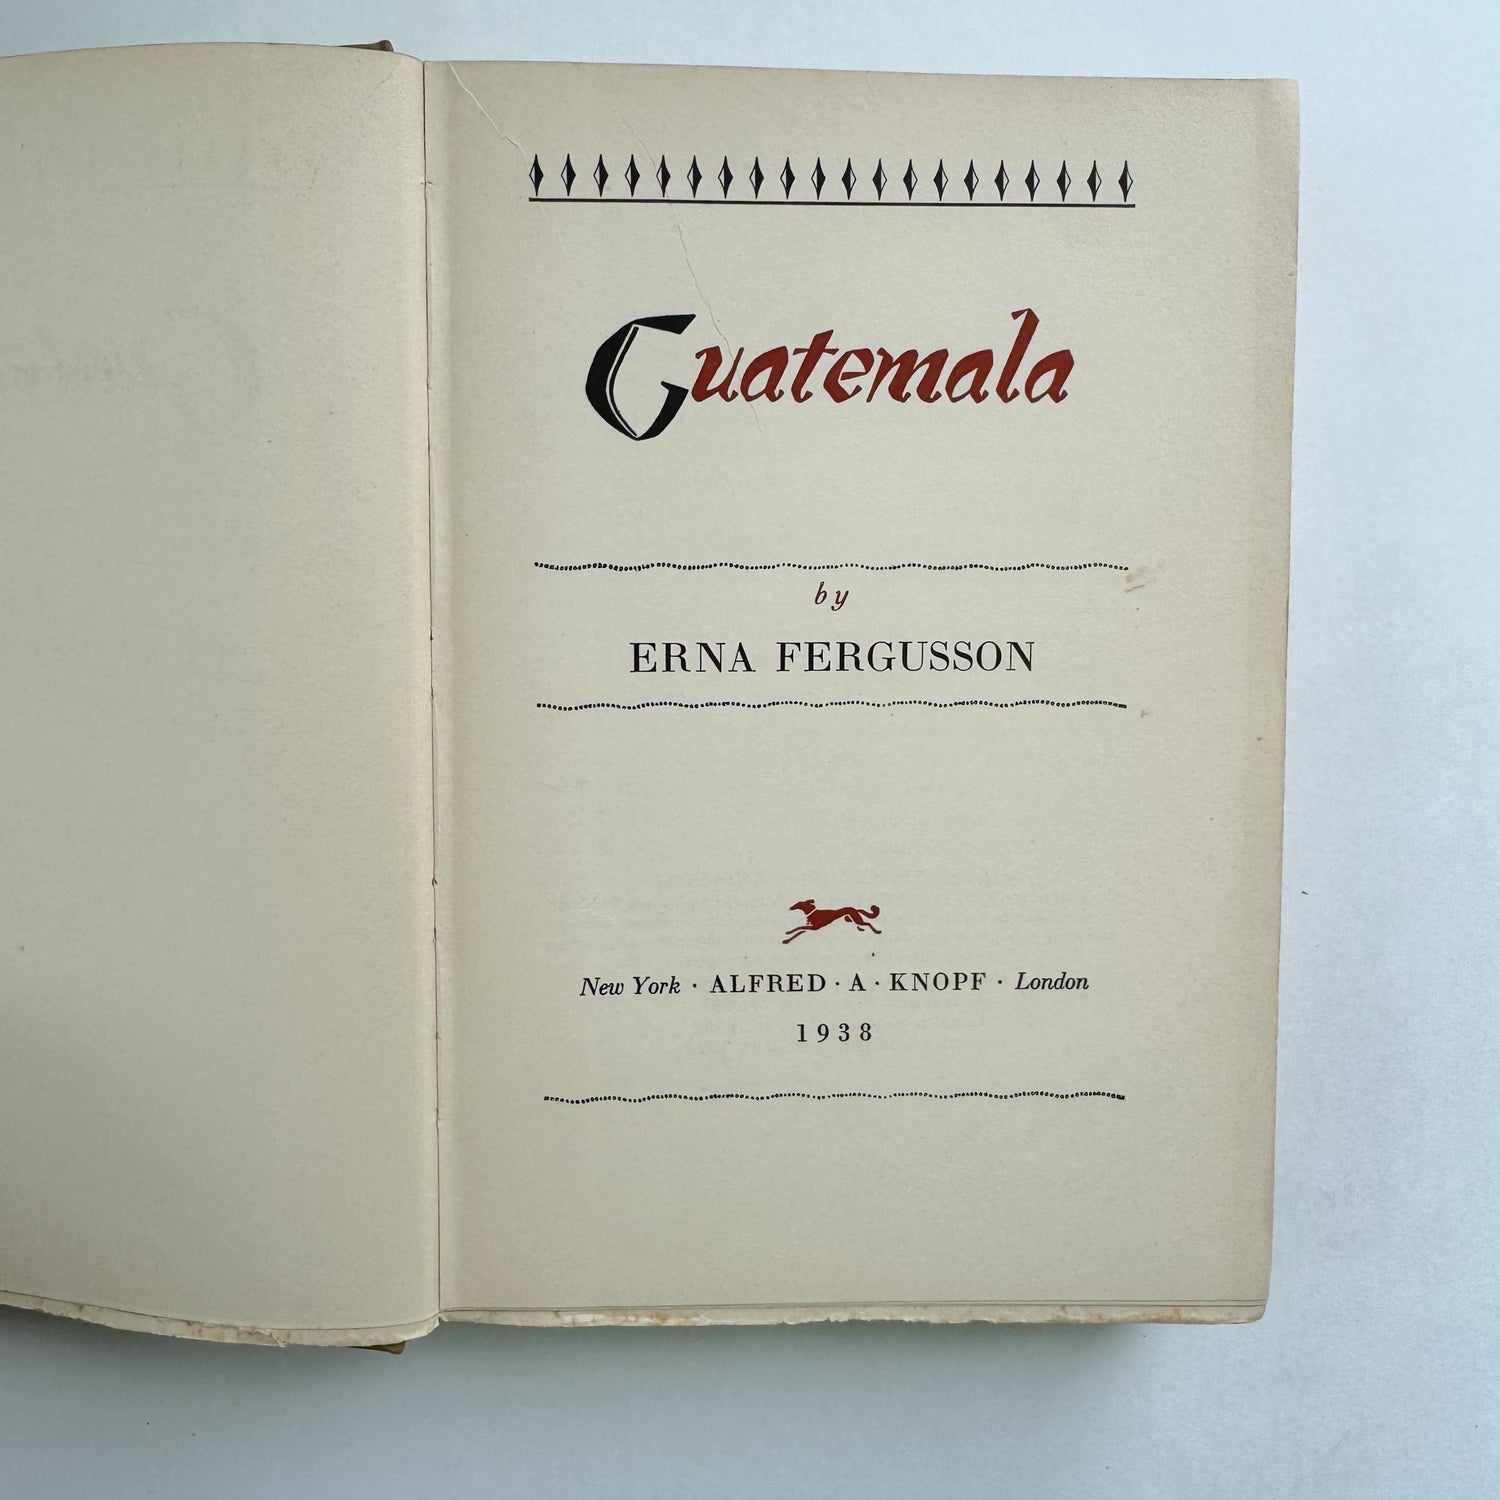 Guatemala
by
ERNA FERGUSSON
New York · ALFRED · A · KNOPF · London
1938